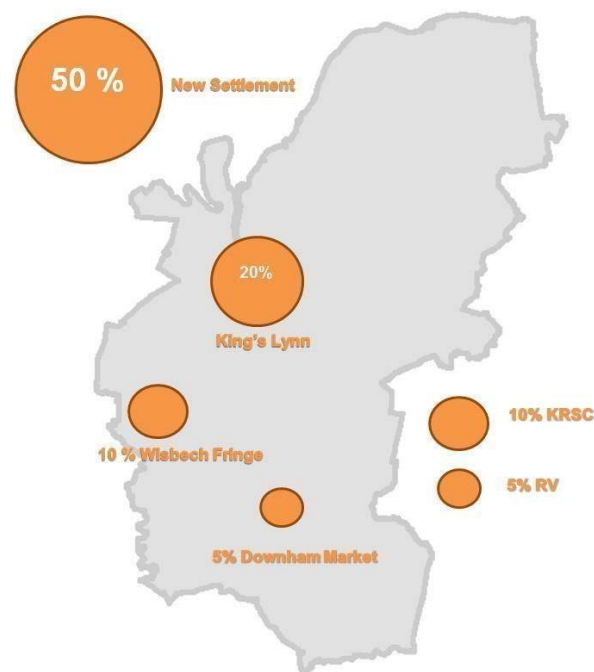 50 %
New Settlement
20%
King's Lynn
10 % Wisbech Fringe
10% KRSC
5% RV
5% Downham Market